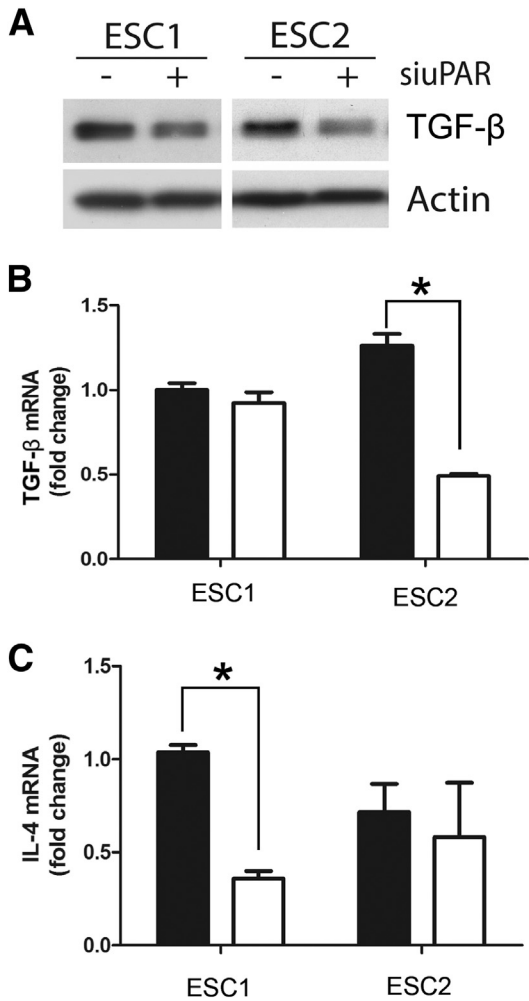 A
ESC1 ESC2
- + - + siuPAR
TGF-β
Actin
B
TGF-β mRNA
(fold change)
1.5
*
1.0
0.5
0.0
ESC1 ESC2
C
IL-4 mRNA
(fold change)
1.5
*
1.0
0.5
0.0
ESC1 ESC2